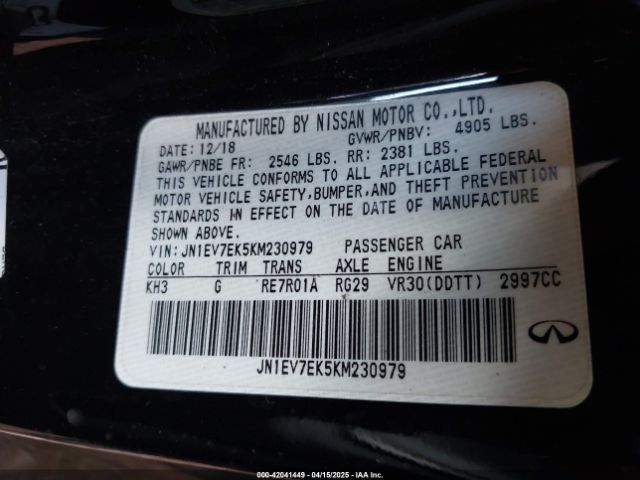 MANUFACTURED BY NISSAN MOTOR CO.,LTD.
DATE: 12/18 GVWR/PNBV: 4905 LBS.
GAWR/PNBE FR: 2546 LBS. RR: 2381 LBS.
THIS VEHICLE CONFORMS TO ALL APPLICABLE FEDERAL
MOTOR VEHICLE SAFETY, BUMPER, AND THEFT PREVENTION
STANDARDS IN EFFECT ON THE DATE OF MANUFACTURE
SHOWN ABOVE.
VIN: JN1EV7EK5KM230979 PASSENGER CAR
COLOR TRIM TRANS AXLE ENGINE
KH3 G RE7R01A RG29 VR30(DDTT) 2997CC
JN1EV7EK5KM230979
000-42041449 - 04/15/2025 - IAAI.com